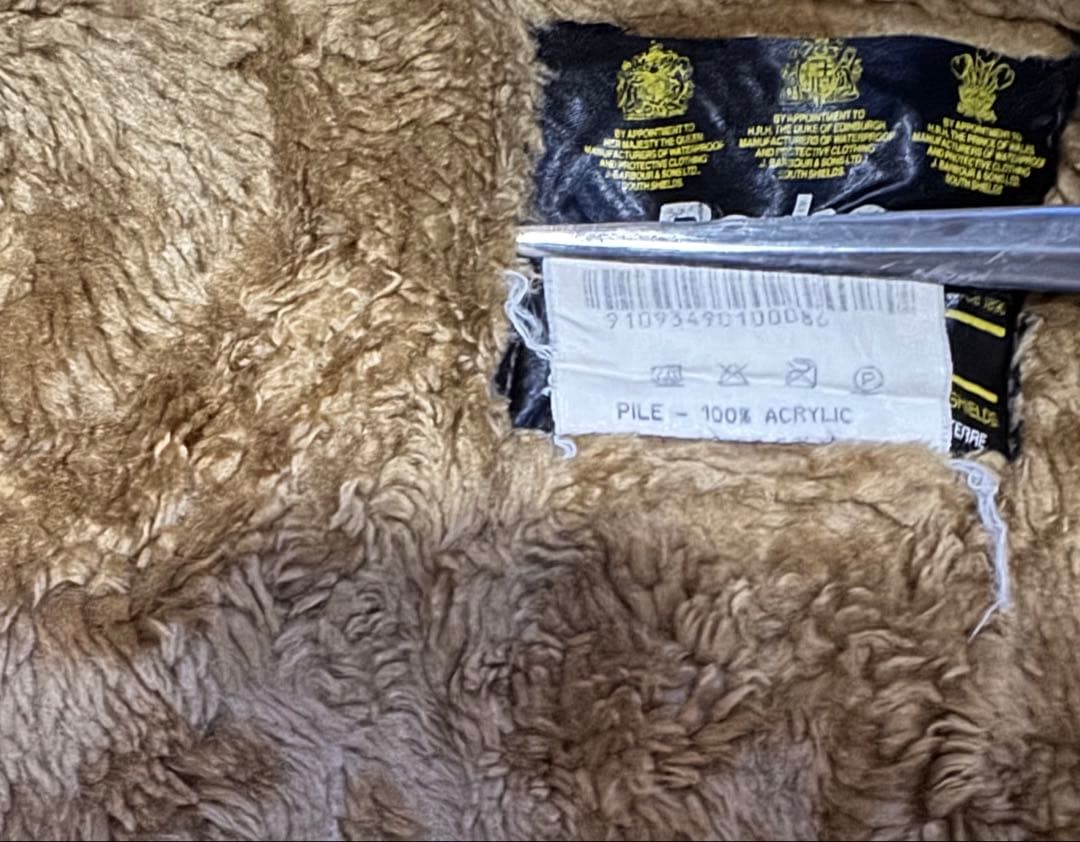 BY APPOINTMENT TO
HER MAJESTY THE QUEEN
MANUFACTURERS OF WATERPROOF
AND PROTECTIVE CLOTHING
J. BARBOUR & SONS LTD.
SOUTH SHIELDS.
BY APPOINTMENT TO
H.R.H. THE DUKE OF EDINBURGH
MANUFACTURERS OF WATERPROOF
AND PROTECTIVE CLOTHING
J. BARBOUR & SONS LTD
SOUTH SHIELDS
BY APPOINTMENT TO
H.R.H. THE PRINCE OF WALES
MANUFACTURERS OF WATERPROOF
AND PROTECTIVE CLOTHING
J. BARBOUR & SONS LTD.
SOUTH SHIELDS
91093490100086
P
PILE - 100% ACRYLIC
SHIELDS
TERRE